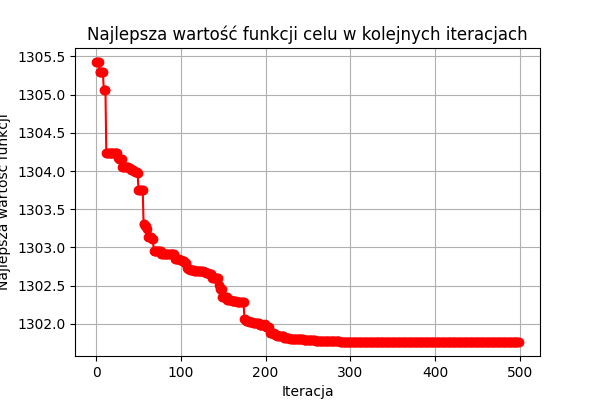 Najlepsza wartość funkcji celu w kolejnych iteracjach
Najlepsza wartość funkcji
1305.5
1305.0
1304.5
1304.0
1303.5
1303.0
1302.5
1302.0
0 100 200 300 400 500
Iteracja